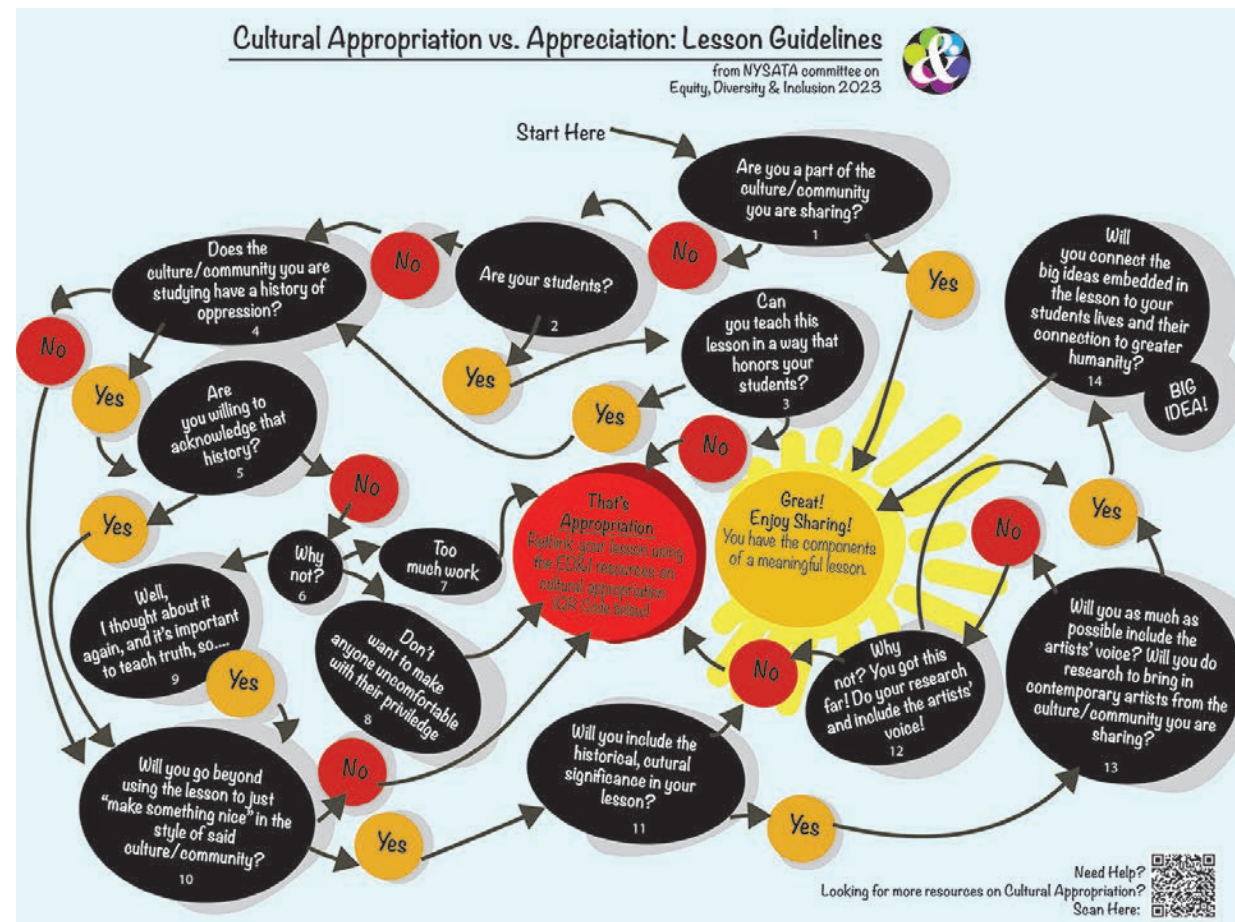 Cultural Appropriation vs. Appreciation: Lesson Guidelines
&
from NYSATA committee on
Equity, Diversity & Inclusion 2023
Start Here
Are you a part of the
culture/community
you are sharing?
1
No
Yes
Are your students?
2
No
Yes
Can
you teach this
lesson in a way that
honors your
students?
3
Yes
No
Does the
culture/community you are
studying have a history of
oppression?
4
No
Yes
Are
you willing to
acknowledge that
history?
5
Yes
No
Why
not?
6
Too
much work
7
Don't
want to make
anyone uncomfortable
with their priviledge
8
Well,
I thought about it
again, and it's important
to teach truth, so....
9
Yes
Will you go beyond
using the lesson to just
"make something nice" in the
style of said
culture/community?
10
No
Yes
Will you include the
historical, cutural
significance in your
lesson?
11
No
Yes
Why
not? You got this
far! Do your research
and include the artists'
voice!
12
Will you as much as
possible include the
artists' voice? Will you do
research to bring in
contemporary artists from the
culture/community you are
sharing?
13
No
Yes
Will
you connect the
big ideas embedded in
the lesson to your
students lives and their
connection to greater
humanity?
14
BIG
IDEA!
That's
Appropriation
Rethink your lesson using
the ED&I resources on
cultural appropriation
(QR Code below)
Great!
Enjoy Sharing!
You have the components
of a meaningful lesson.
Need Help?
Looking for more resources on Cultural Appropriation?
Scan Here: